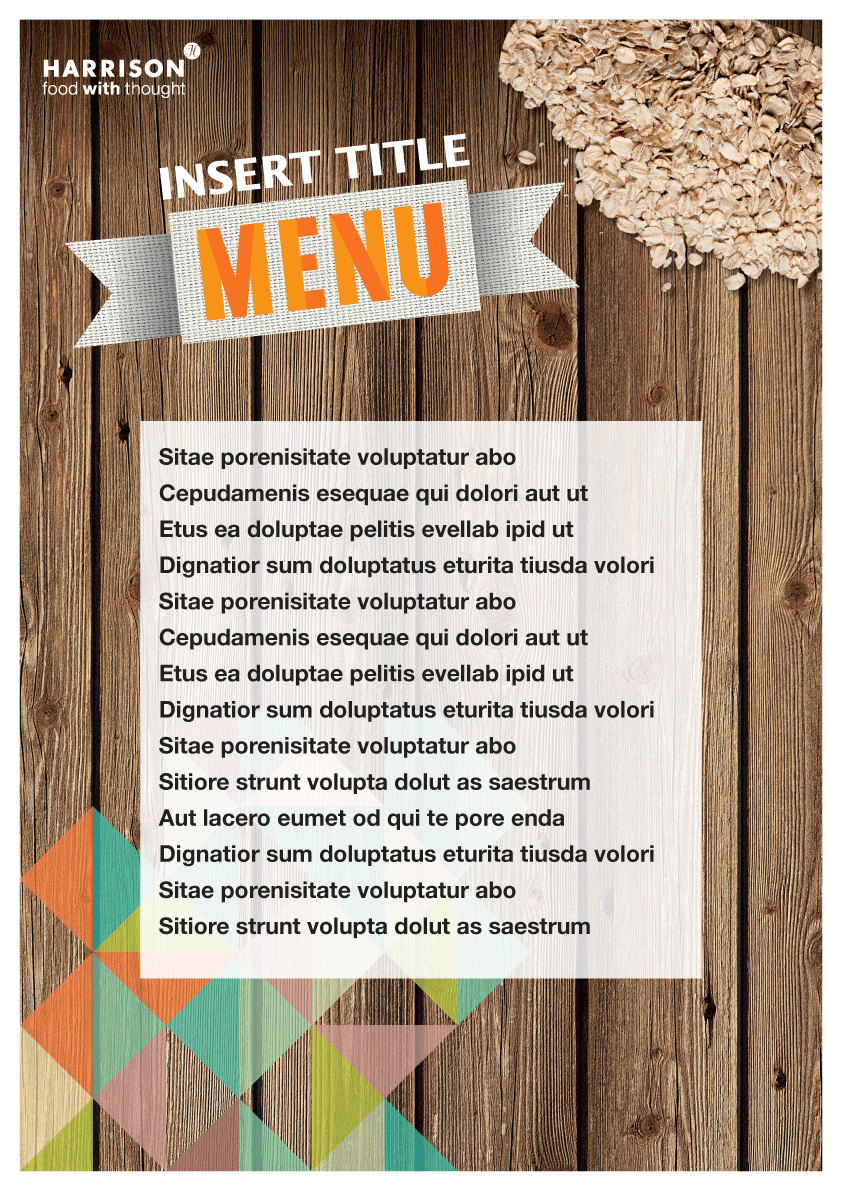 HARRISON
food with thought
INSERT TITLE
MENU
Sitae porenisitate voluptatur abo
Cepudamenis esequae qui dolori aut ut
Etus ea doluptae pelitis evellab ipid ut
Dignatior sum doluptatus eturita tiusda volori
Sitae porenisitate voluptatur abo
Cepudamenis esequae qui dolori aut ut
Etus ea doluptae pelitis evellab ipid ut
Dignatior sum doluptatus eturita tiusda volori
Sitae porenisitate voluptatur abo
Sitiore strunt volupta dolut as saestrum
Aut lacero eumet od qui te pore enda
Dignatior sum doluptatus eturita tiusda volori
Sitae porenisitate voluptatur abo
Sitiore strunt volupta dolut as saestrum